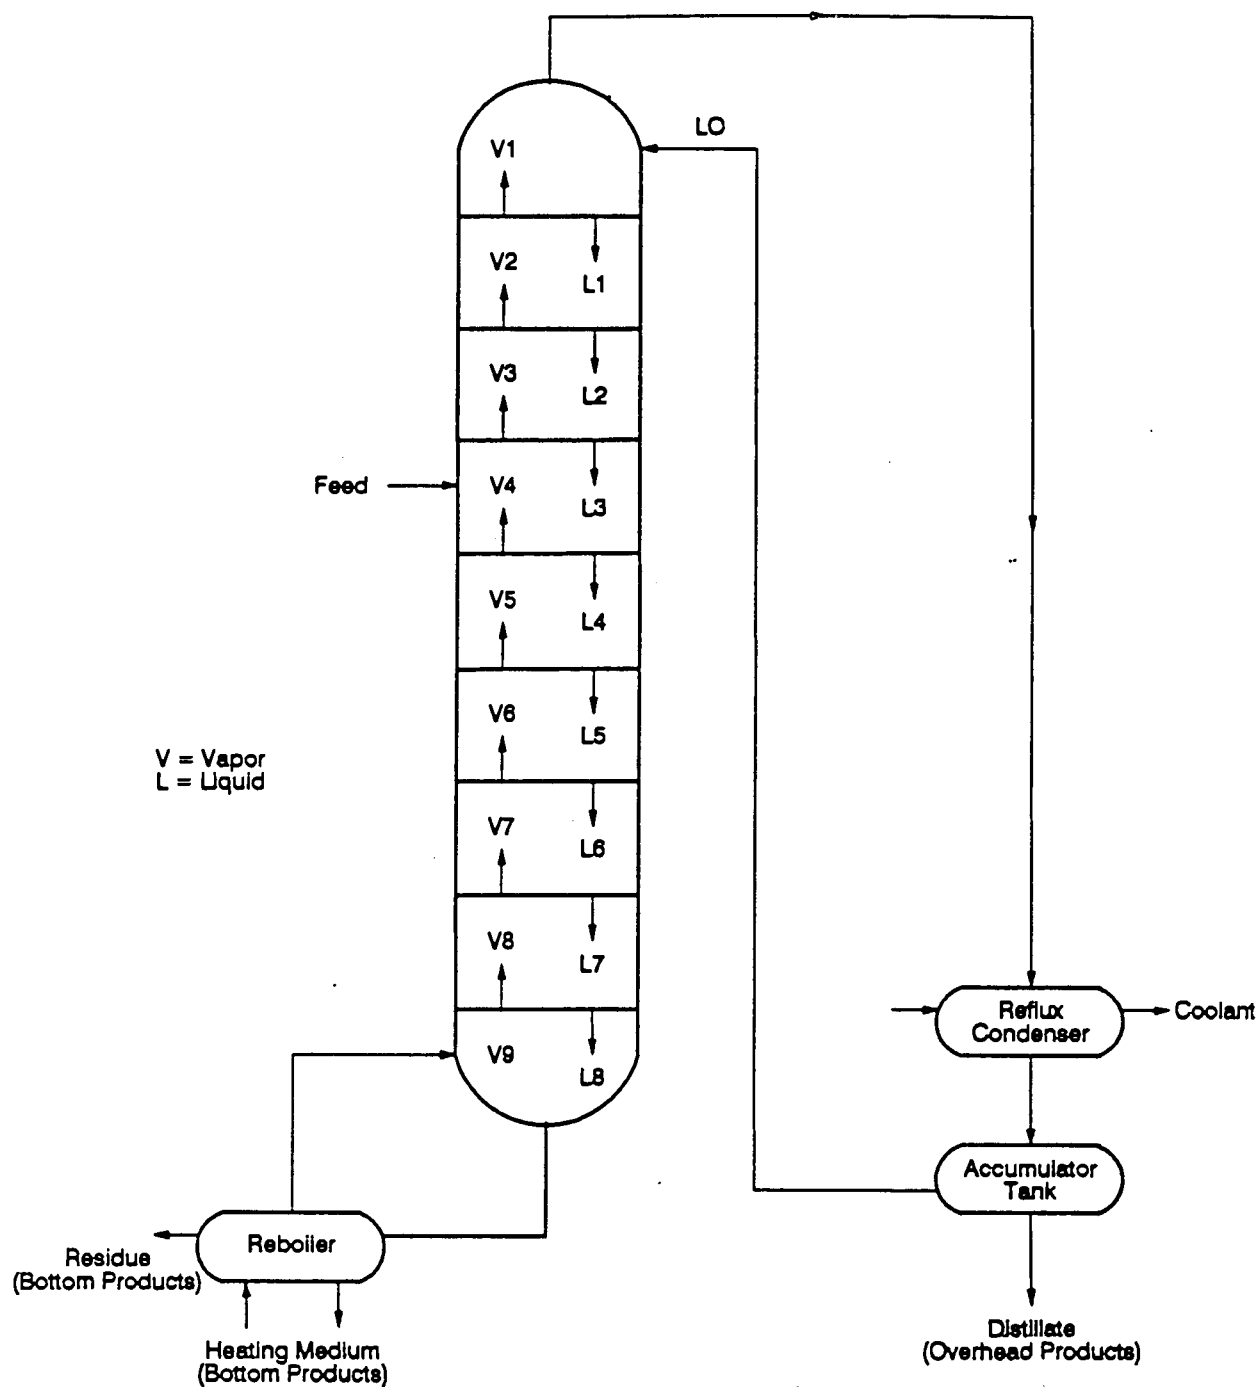 LO
V1
V2
L1
V3
L2
Feed
V4
L3
V5
L4
V6
L5
V = Vapor
L = Liquid
V7
L6
V8
L7
Reflux
Condenser
Coolant
V9
L8
Accumulator
Tank
Reboiler
Residue
(Bottom Products)
Heating Medium
(Bottom Products)
Distillate
(Overhead Products)